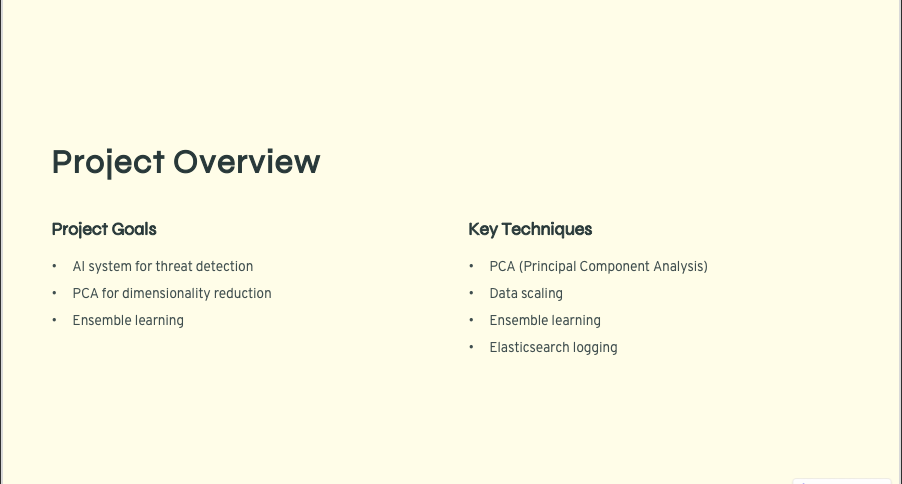 Project Overview
Project Goals
• AI system for threat detection
• PCA for dimensionality reduction
• Ensemble learning
Key Techniques
• PCA (Principal Component Analysis)
• Data scaling
• Ensemble learning
• Elasticsearch logging